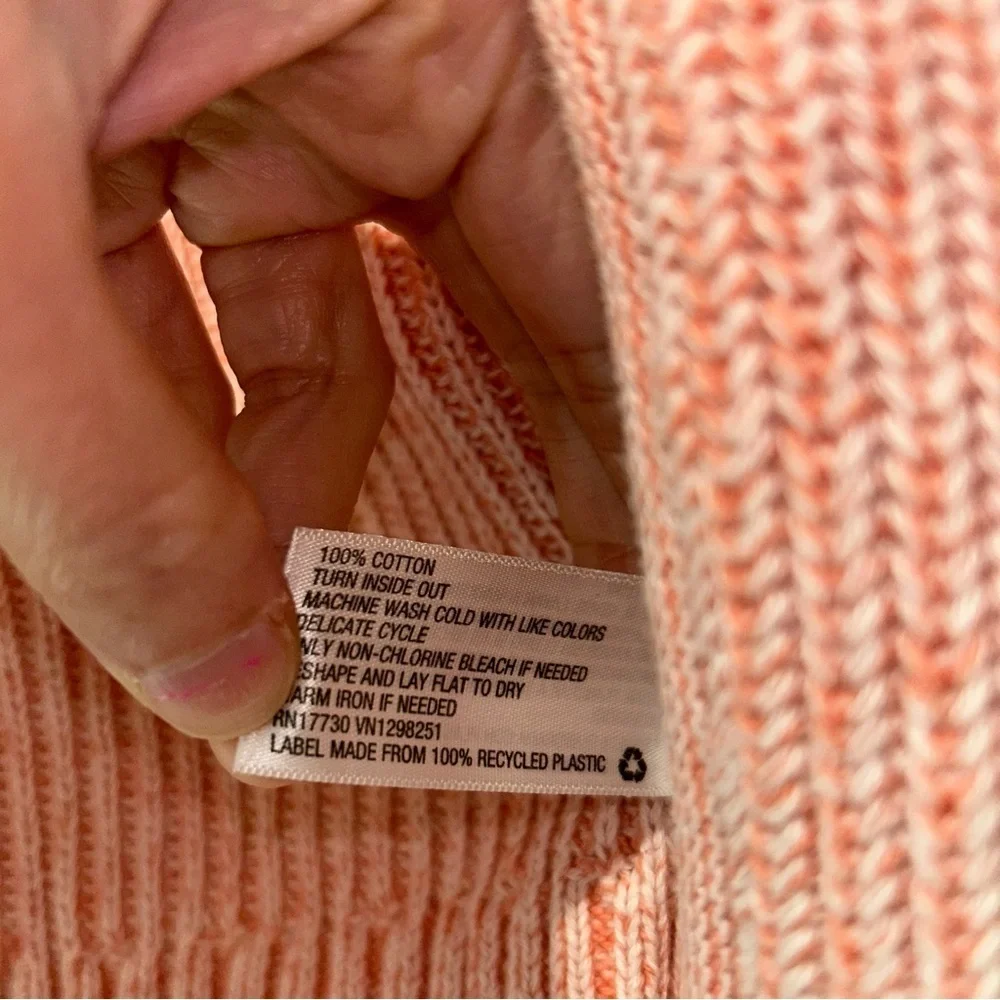 100% COTTON
TURN INSIDE OUT
MACHINE WASH COLD WITH LIKE COLORS
DELICATE CYCLE
NLY NON-CHLORINE BLEACH IF NEEDED
ESHAPE AND LAY FLAT TO DRY
ARM IRON IF NEEDED
RN17730 VN1298251
LABEL MADE FROM 100% RECYCLED PLASTIC